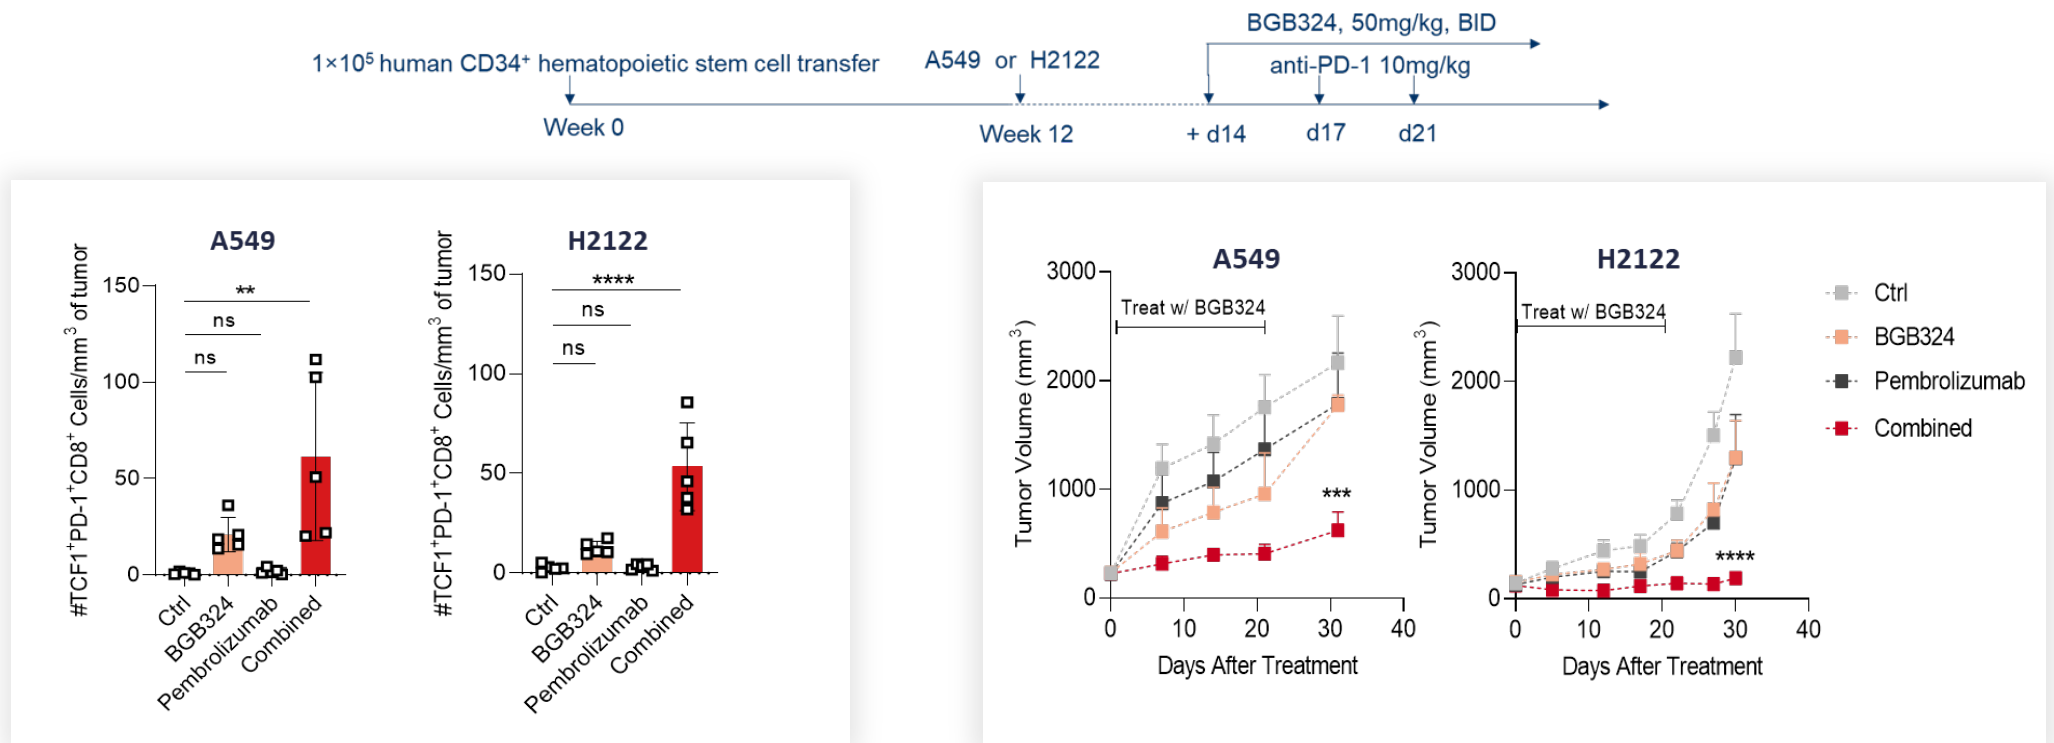 BGB324, 50mg/kg, BID
1×10⁵ human CD34⁺ hematopoietic stem cell transfer
A549 or H2122
anti-PD-1 10mg/kg
Week 0
Week 12
+ d14
d17
d21
A549
#TCF1⁺PD-1⁺CD8⁺ Cells/mm³ of tumor
150
100
50
0
**
ns
ns
Ctrl
BGB324
Pembrolizumab
Combined
H2122
#TCF1⁺PD-1⁺CD8⁺ Cells/mm³ of tumor
150
100
50
0
****
ns
ns
Ctrl
BGB324
Pembrolizumab
Combined
A549
Tumor Volume (mm³)
3000
2000
1000
0
Treat w/ BGB324
***
0 10 20 30 40
Days After Treatment
H2122
Tumor Volume (mm³)
3000
2000
1000
0
Treat w/ BGB324
****
0 10 20 30 40
Days After Treatment
Ctrl
BGB324
Pembrolizumab
Combined